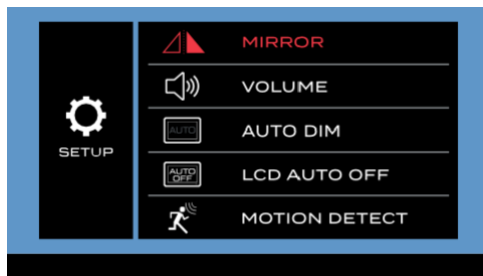 MIRROR
VOLUME
AUTO
AUTO DIM
SETUP
AUTO
OFF
LCD AUTO OFF
MOTION DETECT